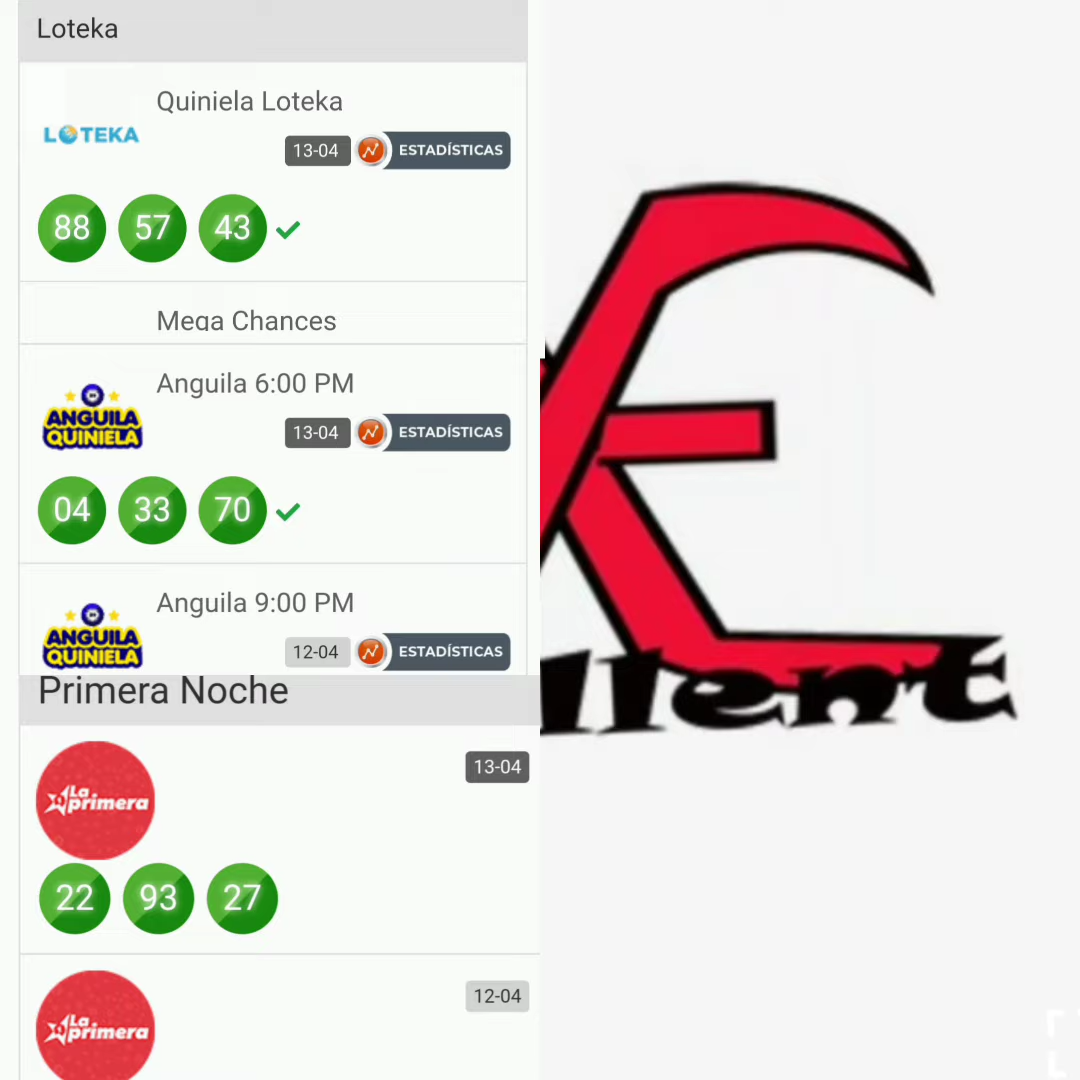 Loteka
Quiniela Loteka
LOTEKA
13-04 ESTADÍSTICAS
88 57 43
Mega Chances
Anguila 6:00 PM
ANGUILA
QUINIELA
13-04 ESTADÍSTICAS
04 33 70
Anguila 9:00 PM
ANGUILA
QUINIELA
12-04 ESTADÍSTICAS
Primera Noche
13-04
La
primera
22 93 27
12-04
La
primera
llent